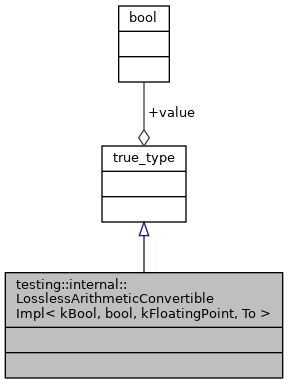 bool
+value
true_type
testing::internal::
LosslessArithmeticConvertible
Impl< kBool, bool, kFloatingPoint, To >